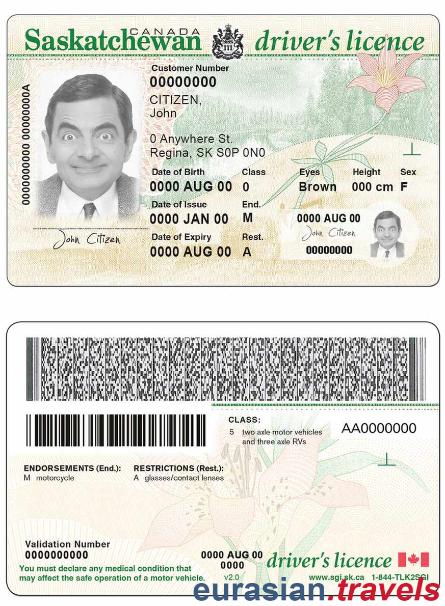 CANADA
Saskatchewan driver's licence
Customer Number
00000000
CITIZEN,
John
0 Anywhere St.
Regina, SK S0P 0N0
Date of Birth Class Eyes Height Sex
0000 AUG 00 0 Brown 000 cm F
Date of Issue End.
0000 JAN 00 M
Date of Expiry Rest.
0000 AUG 00 A
0000000000 00000000A
John Citizen
0000 AUG 00
John Citizen
00000000
CLASS:
5 two axle motor vehicles
and three axle RVs
AA0000000
ENDORSEMENTS (End.): RESTRICTIONS (Rest.):
M motorcycle A glasses/contact lenses
Validation Number
0000000000
0000 AUG 00
0000
v2.0
driver's licence
You must declare any medical condition that
may affect the safe operation of a motor vehicle.
www.sgi.sk.ca 1-844-TLK2SGI
eurasian.travels